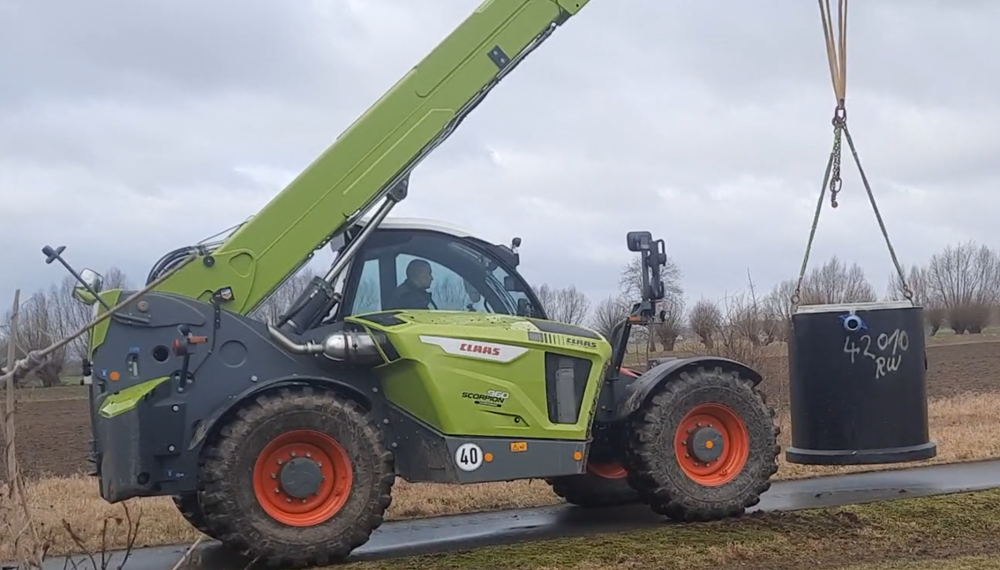 CLAAS
CLAAS
SCORPION 960
40
42010
RW